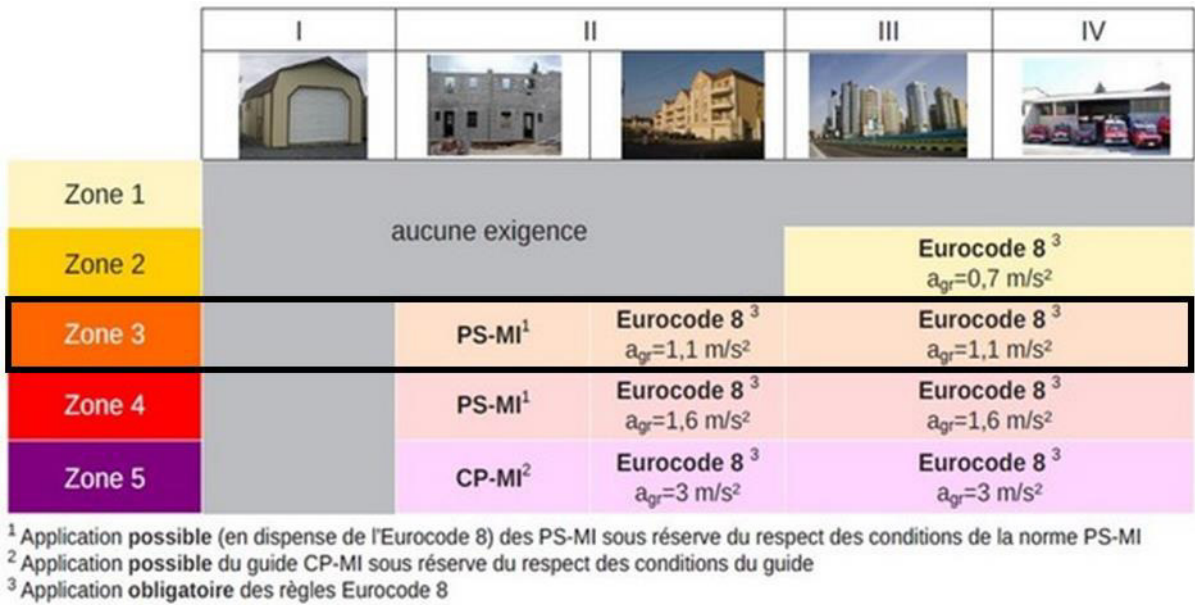 I II III IV
Zone 1
aucune exigence
Zone 2 Eurocode 8 ³
agr=0,7 m/s²
Zone 3 PS-MI¹ Eurocode 8 ³ Eurocode 8 ³
agr=1,1 m/s² agr=1,1 m/s²
Zone 4 PS-MI¹ Eurocode 8 ³ Eurocode 8 ³
agr=1,6 m/s² agr=1,6 m/s²
Zone 5 CP-MI² Eurocode 8 ³ Eurocode 8 ³
agr=3 m/s² agr=3 m/s²
¹ Application possible (en dispense de l'Eurocode 8) des PS-MI sous réserve du respect des conditions de la norme PS-MI
² Application possible du guide CP-MI sous réserve du respect des conditions du guide
³ Application obligatoire des règles Eurocode 8